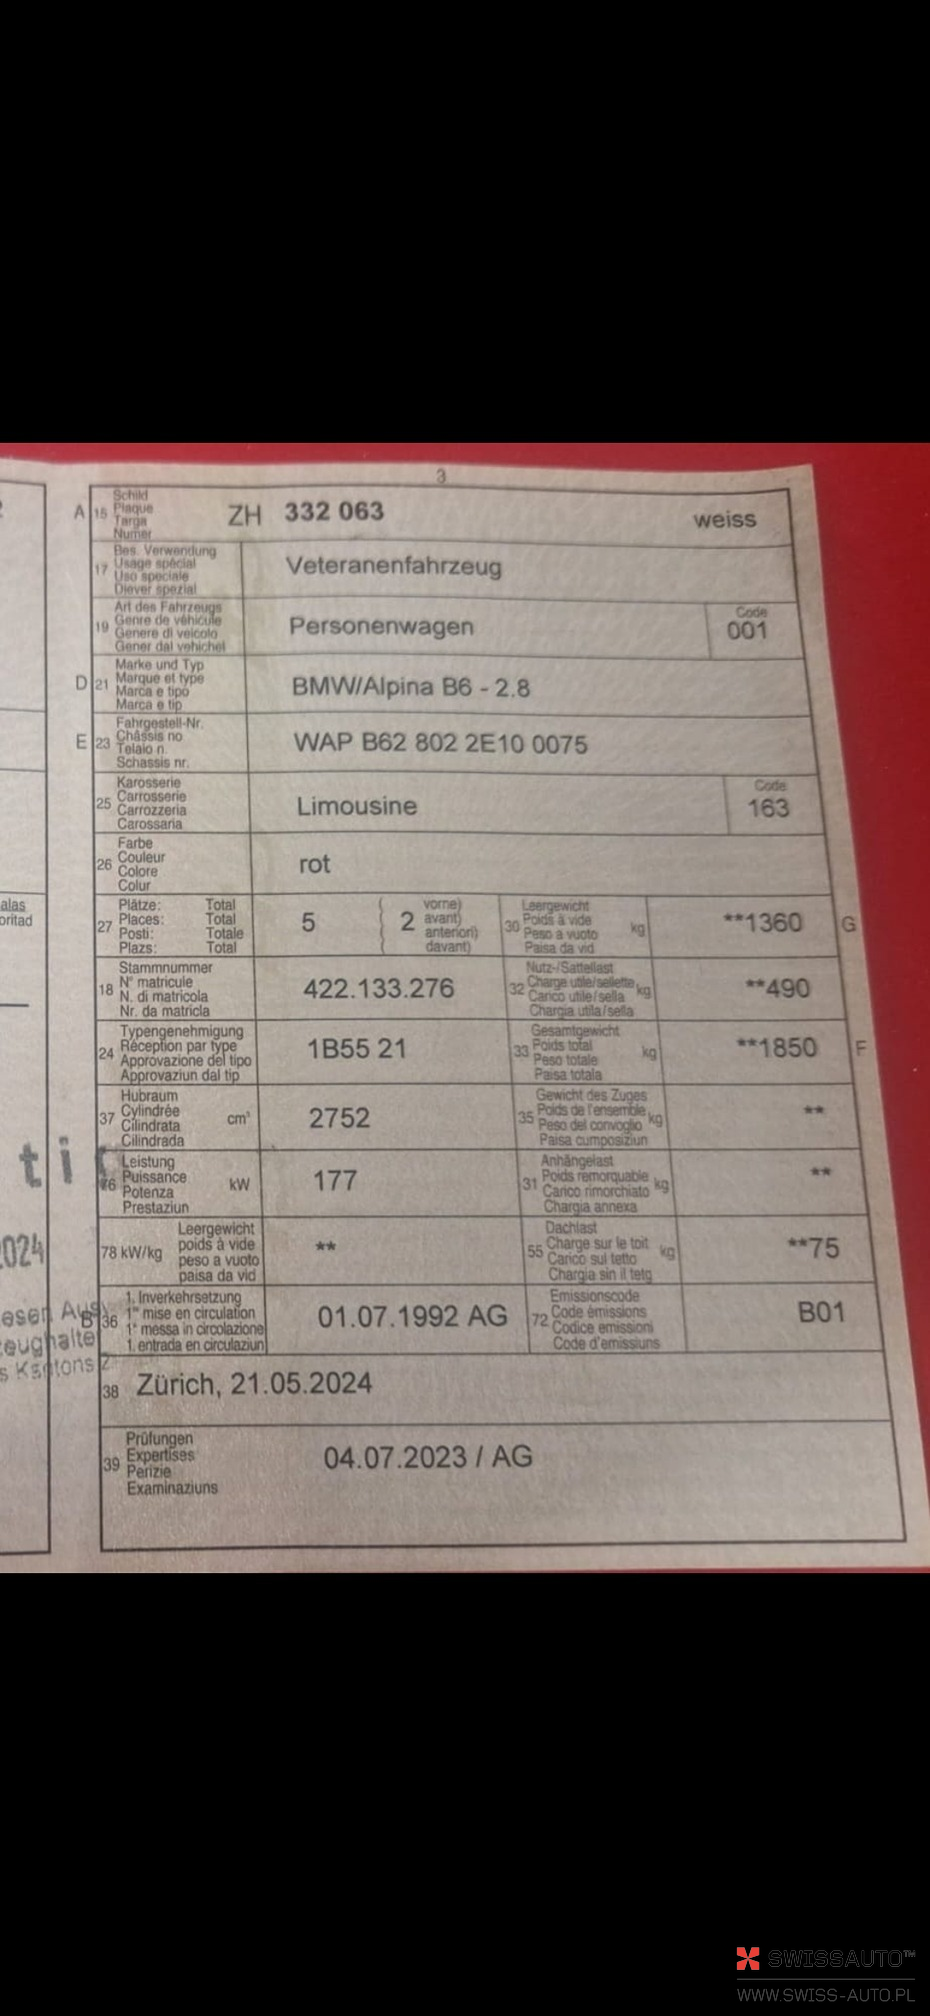 3
A 15 Schild
Plaque
Targa
Numer
ZH 332 063 weiss
17 Bes. Verwendung
Usage spécial
Uso speciale
Diever spezial
Veteranenfahrzeug
19 Art des Fahrzeugs
Genre de véhicule
Genere di veicolo
Gener dal vehichel
Personenwagen
Code
001
D 21 Marke und Typ
Marque et type
Marca e tipo
Marca e tip
BMW/Alpina B6 - 2.8
E 23 Fahrgestell-Nr.
Châssis no
Telaio n.
Schassis nr.
WAP B62 802 2E10 0075
25 Karosserie
Carrosserie
Carrozzeria
Carossaria
Limousine
Code
163
26 Farbe
Couleur
Colore
Colur
rot
27 Plätze: Total
Places: Total
Posti: Totale
Plazs: Total
5
( vorne)
( 2 avant)
anteriori)
( davant)
30 Leergewicht
Poids à vide
Peso a vuoto
Paisa da vid
kg
**1360 G
18 Stammnummer
N° matricule
N. di matricola
Nr. da matricla
422.133.276
32 Nutz-/Sattellast
Charge utile/sellette
Carico utile/sella
Chargia utila/sella
kg
**490
24 Typengenehmigung
Réception par type
Approvazione del tipo
Approvaziun dal tip
1B55 21
33 Gesamtgewicht
Poids total
Peso totale
Paisa totala
kg
**1850 F
37 Hubraum
Cylindrée
Cilindrata
Cilindrada
cm³
2752
35 Gewicht des Zuges
Poids de l'ensemble
Peso del convoglio
Paisa cumposiziun
kg
**
76 Leistung
Puissance
Potenza
Prestaziun
kW
177
31 Anhängelast
Poids remorquable
Carico rimorchiato
Chargia annexa
kg
**
78 kW/kg
Leergewicht
poids à vide
peso a vuoto
paisa da vid
**
55 Dachlast
Charge sur le toit
Carico sul tetto
Chargia sin il tetg
kg
**75
B 36 1. Inverkehrsetzung
1re mise en circulation
1a messa in circolazione
1. entrada en circulaziun
01.07.1992 AG
72 Emissionscode
Code émissions
Codice emissioni
Code d'emissiuns
B01
38 Zürich, 21.05.2024
39 Prüfungen
Expertises
Perizie
Examinaziuns
04.07.2023 / AG
alas
oritad
ti
2024
esen Aus
zeughalte
s Kantons Z
SWISSAUTO™
WWW.SWISS-AUTO.PL